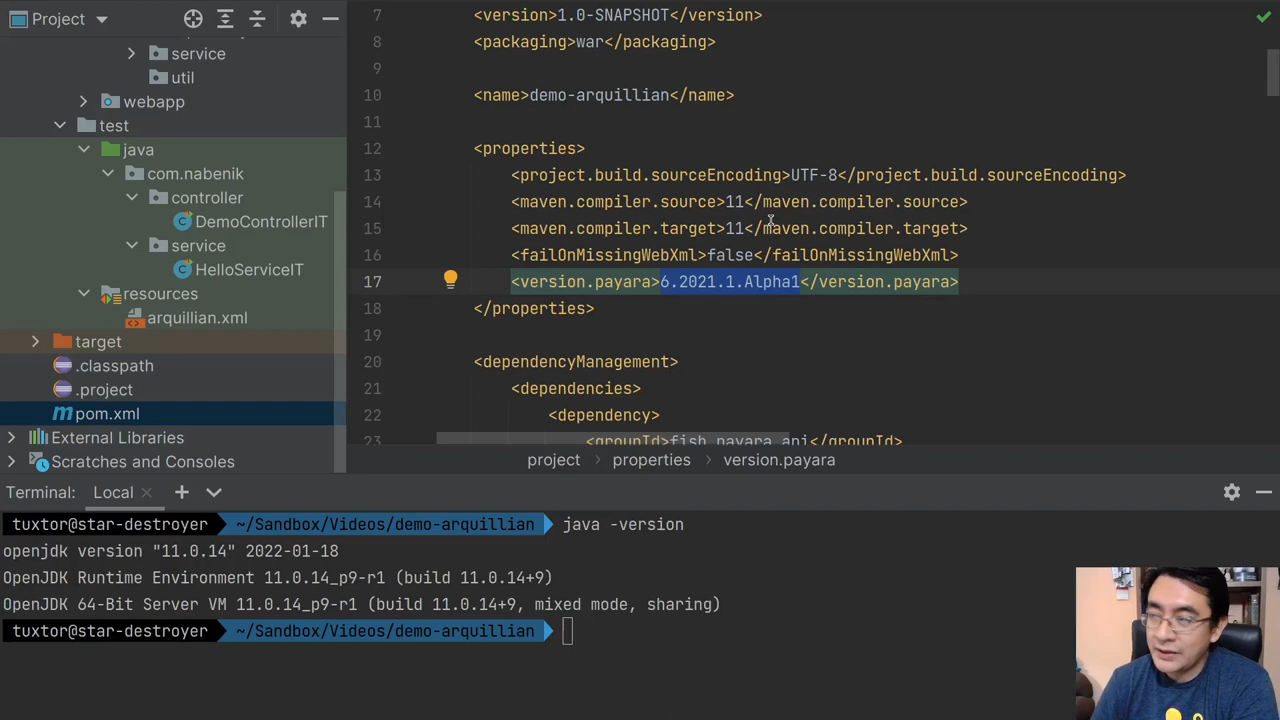 Project
service
util
webapp
test
java
com.nabenik
controller
DemoControllerIT
service
HelloServiceIT
resources
arquillian.xml
target
.classpath
.project
pom.xml
External Libraries
Scratches and Consoles
7 <version>1.0-SNAPSHOT</version>
8 <packaging>war</packaging>
9
10 <name>demo-arquillian</name>
11
12 <properties>
13 <project.build.sourceEncoding>UTF-8</project.build.sourceEncoding>
14 <maven.compiler.source>11</maven.compiler.source>
15 <maven.compiler.target>11</maven.compiler.target>
16 <failOnMissingWebXml>false</failOnMissingWebXml>
17 <version.payara>6.2021.1.Alpha1</version.payara>
18 </properties>
19
20 <dependencyManagement>
21 <dependencies>
22 <dependency>
23 <groupId>fish.payara.api</groupId>
project > properties > version.payara
Terminal: Local
tuxtor@star-destroyer ~/Sandbox/Videos/demo-arquillian java -version
openjdk version "11.0.14" 2022-01-18
OpenJDK Runtime Environment 11.0.14_p9-r1 (build 11.0.14+9)
OpenJDK 64-Bit Server VM 11.0.14_p9-r1 (build 11.0.14+9, mixed mode, sharing)
tuxtor@star-destroyer ~/Sandbox/Videos/demo-arquillian